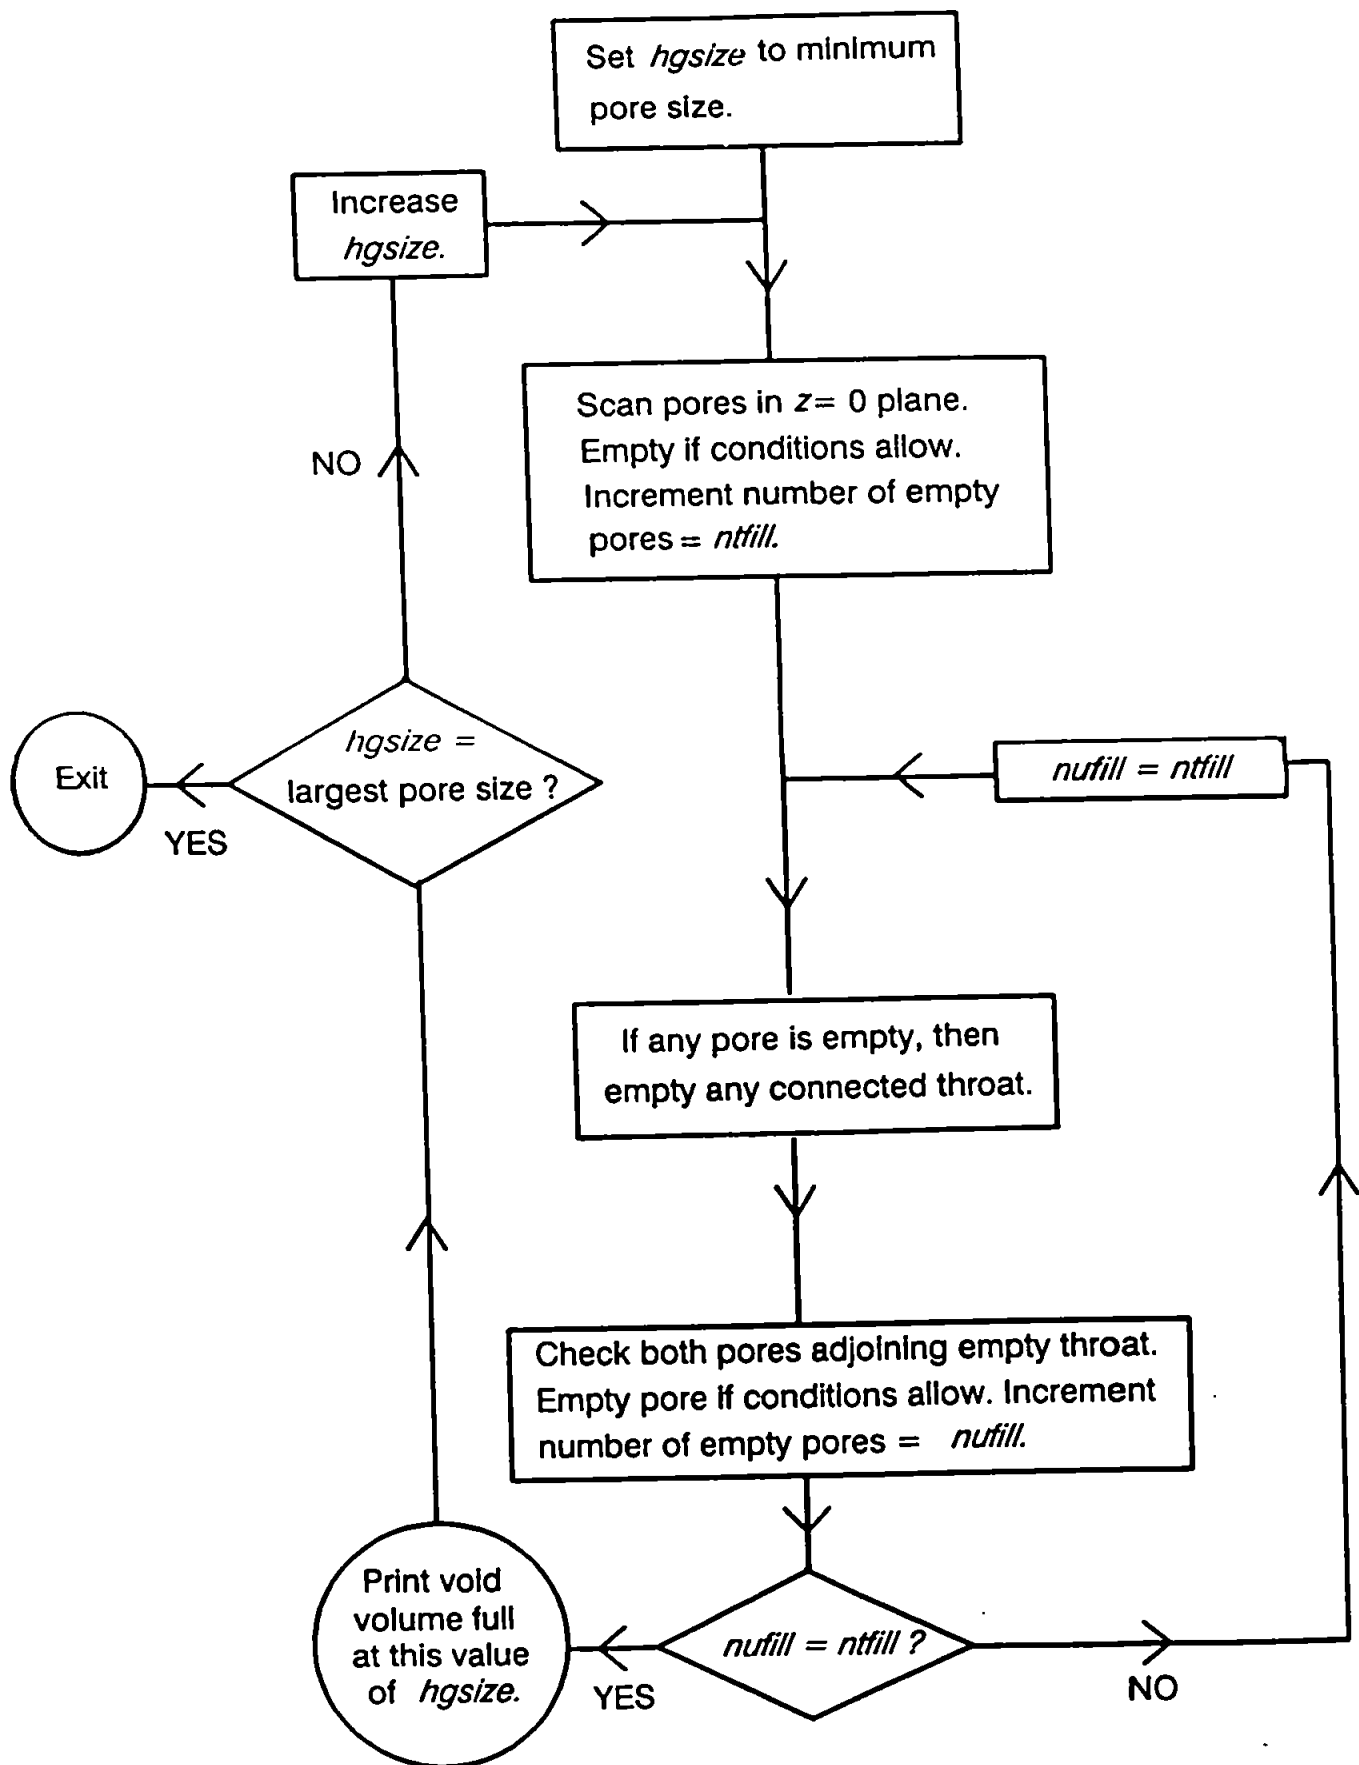 Set hgsize to minimum
pore size.
Increase
hgsize.
Scan pores in z= 0 plane.
Empty if conditions allow.
Increment number of empty
pores = ntfill.
NO
hgsize =
largest pore size ?
Exit
YES
nufill = ntfill
If any pore is empty, then
empty any connected throat.
Check both pores adjoining empty throat.
Empty pore if conditions allow. Increment
number of empty pores = nufill.
Print void
volume full
at this value
of hgsize.
nufill = ntfill ?
YES
NO